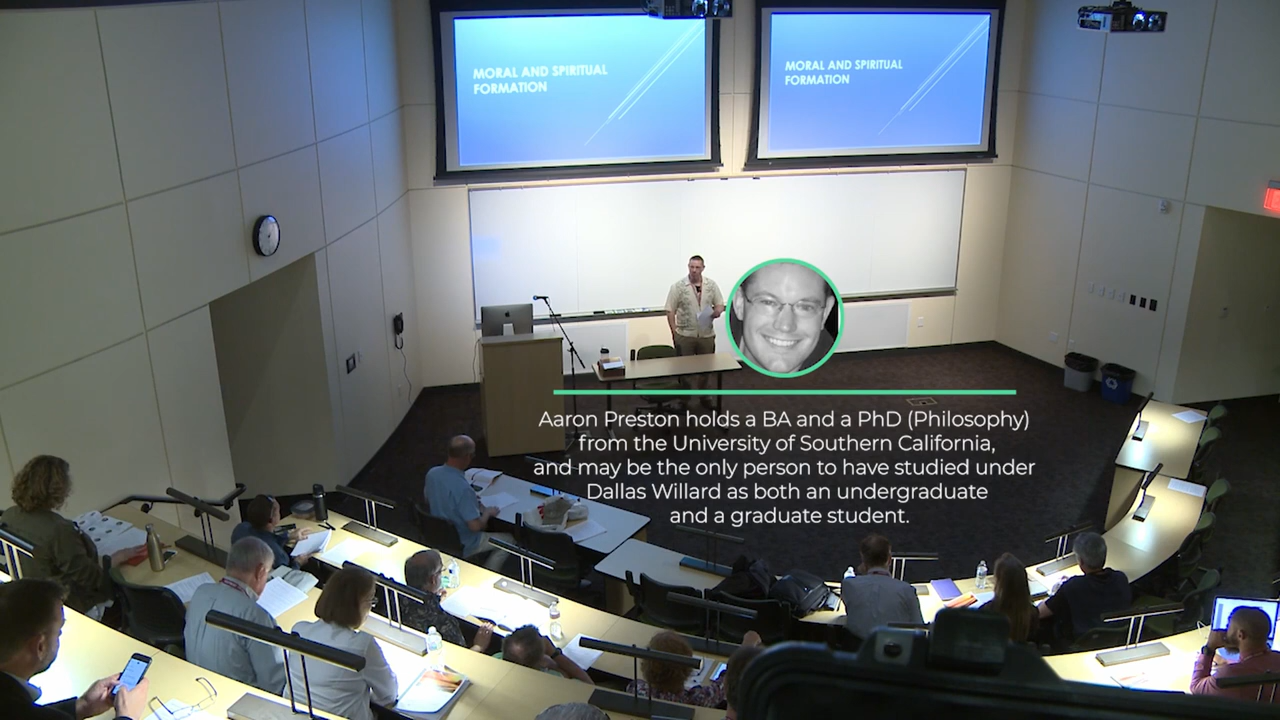 MORAL AND SPIRITUAL
FORMATION
MORAL AND SPIRITUAL
FORMATION
Aaron Preston holds a BA and a PhD (Philosophy)
from the University of Southern California,
and may be the only person to have studied under
Dallas Willard as both an undergraduate
and a graduate student.